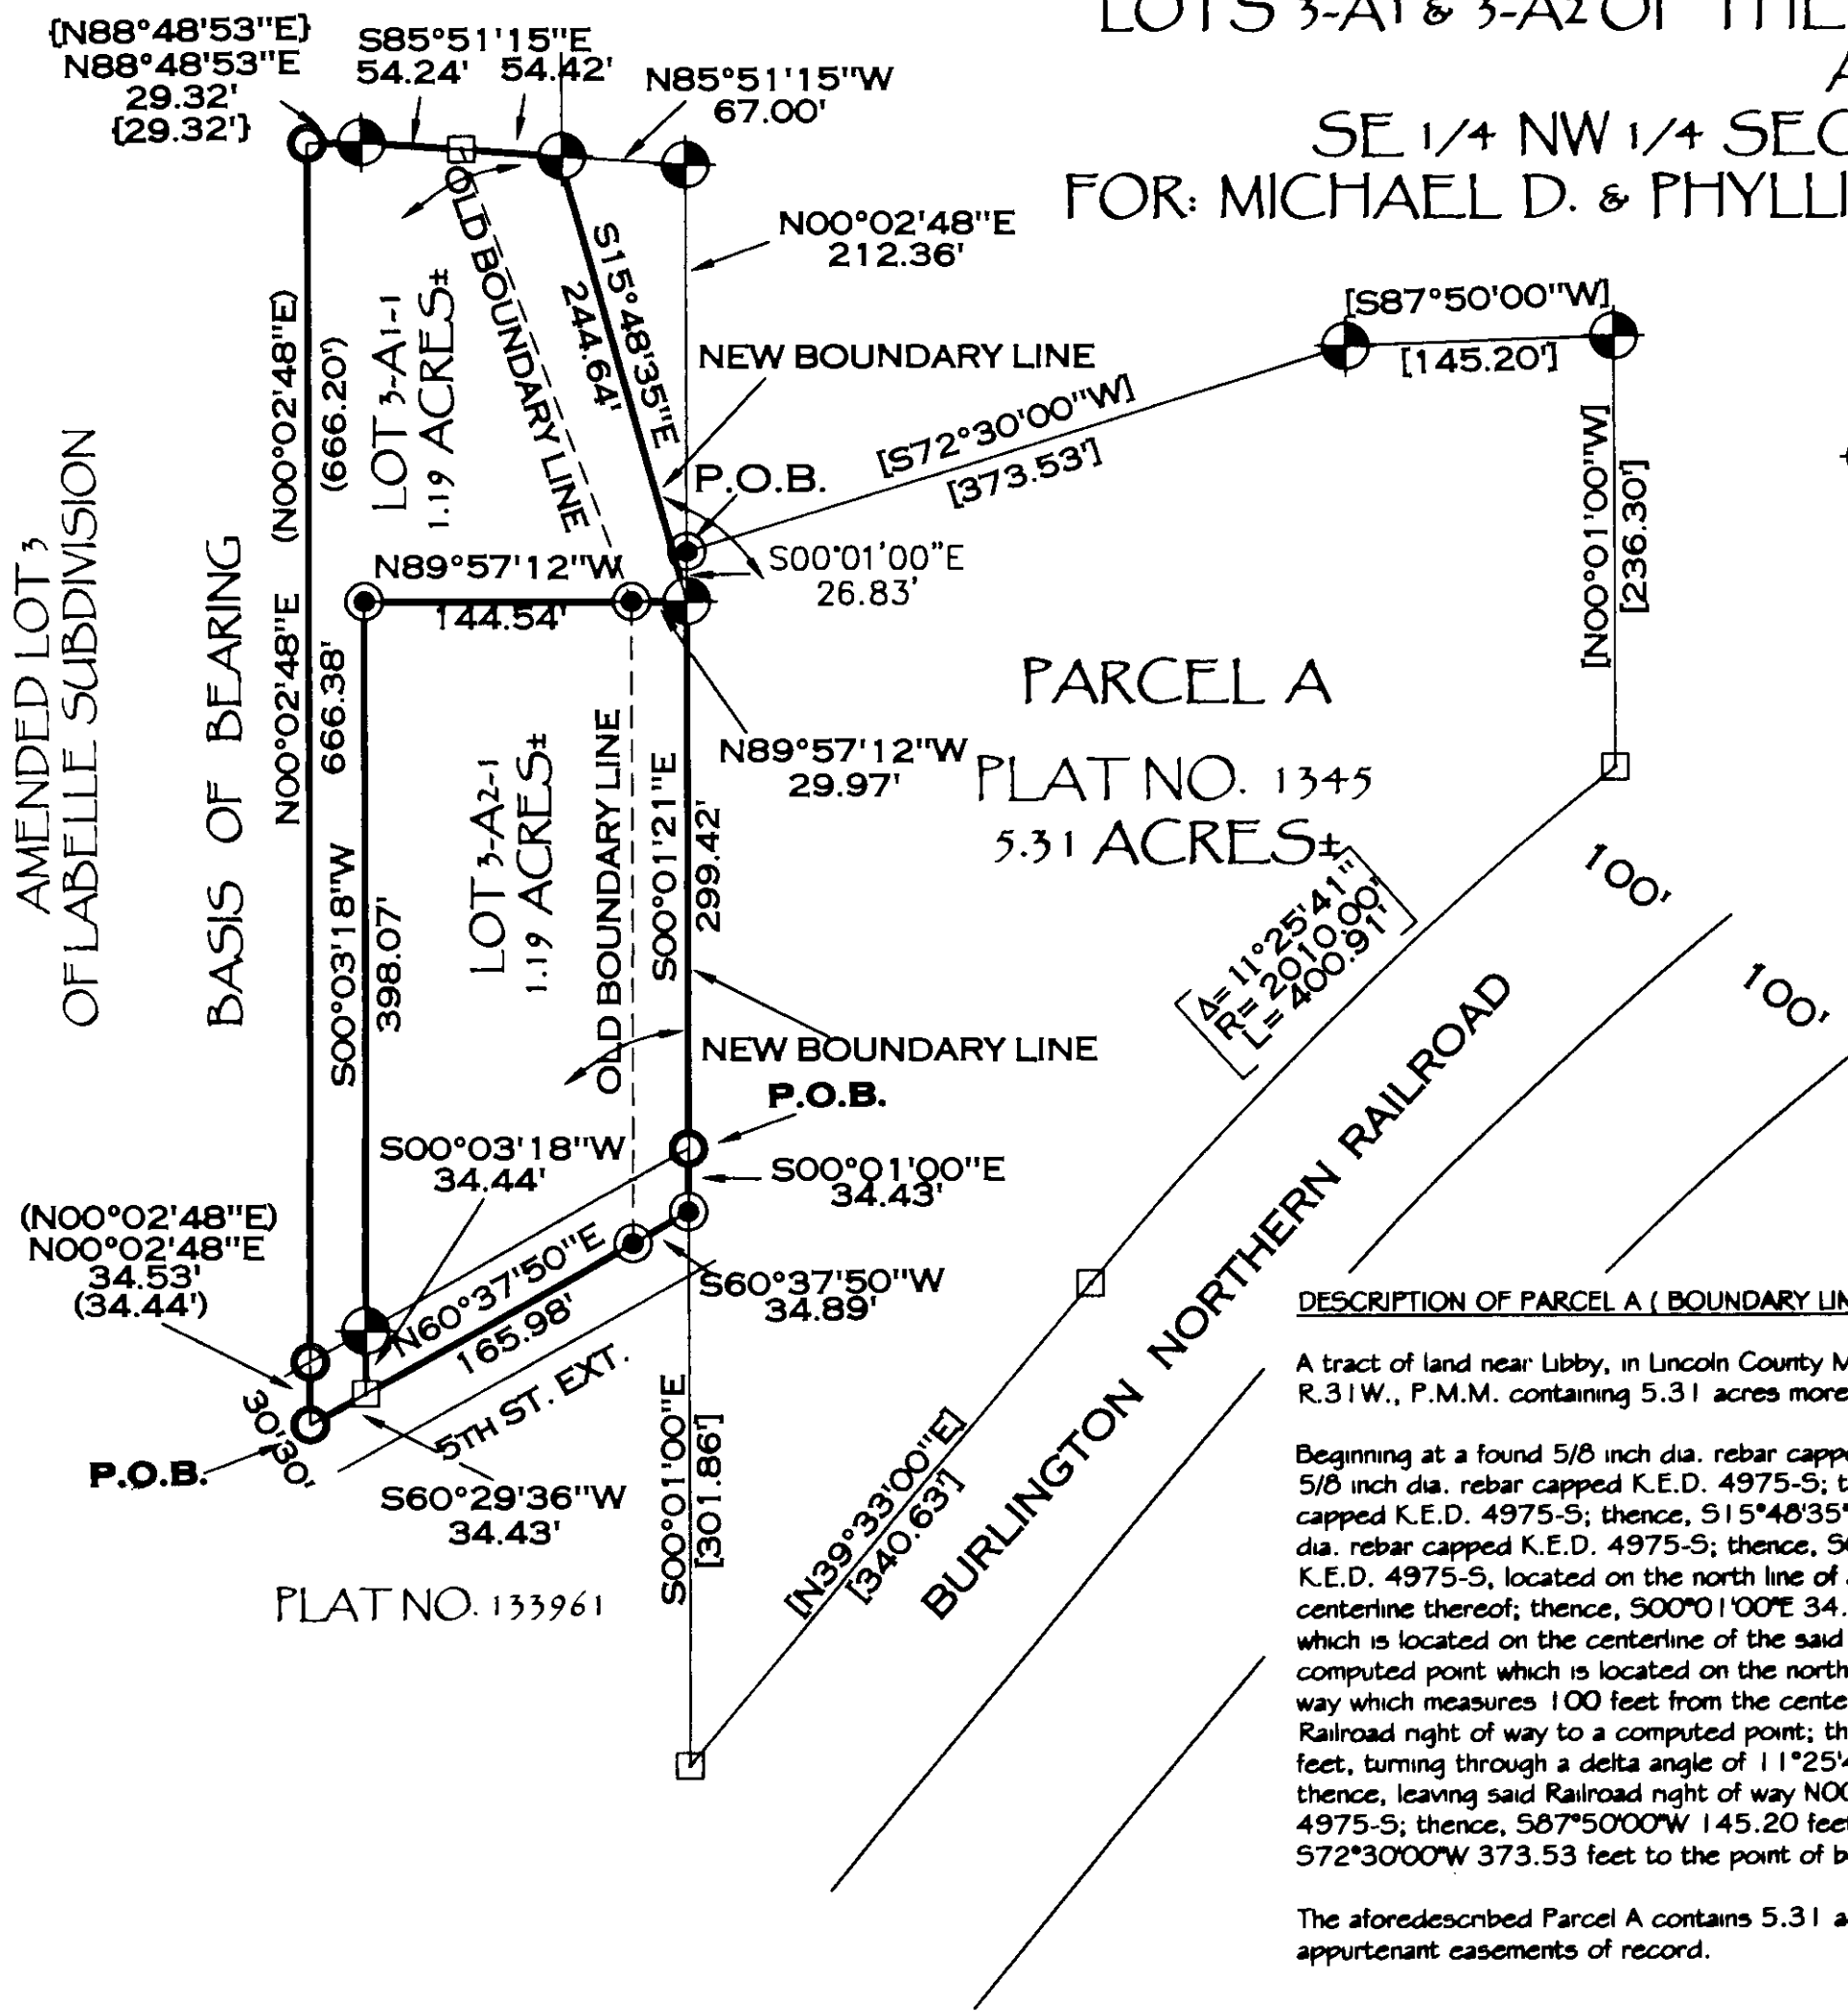 LOTS 3-A1 & 3-A2 OF THE
A
SE 1/4 NW 1/4 SEC
FOR: MICHAEL D. & PHYLLI
{N88°48'53"E}
N88°48'53"E
29.32'
{29.32'}
S85°51'15"E
54.24' 54.42'
N85°51'15"W
67.00'
N00°02'48"E
212.36'
[S87°50'00"W]
[145.20']
OLD BOUNDARY LINE
S15°48'35"E
244.64'
NEW BOUNDARY LINE
LOT 3-A1-1
1.19 ACRES±
(N00°02'48"E)
(666.20')
[S72°30'00"W]
[373.53']
[N00°01'00"W]
[236.30']
P.O.B.
S00°01'00"E
26.83'
AMENDED LOT 3
OF LABELLE SUBDIVISION
BASIS OF BEARING
N00°02'48"E
666.38'
N89°57'12"W
144.54'
PARCEL A
PLAT NO. 1345
5.31 ACRES±
N89°57'12"W
29.97'
S00°03'18"W
398.07'
LOT 3-A2-1
1.19 ACRES±
OLD BOUNDARY LINE
S00°01'21"E
299.42'
Δ= 11°25'41"
R= 2010.00'
L= 400.91'
100'
100'
NEW BOUNDARY LINE
P.O.B.
S00°03'18"W
34.44'
S00°01'00"E
34.43'
(N00°02'48"E)
N00°02'48"E
34.53'
(34.44')
N60°37'50"E
165.98'
S60°37'50"W
34.89'
5TH ST. EXT.
30'
30'
P.O.B.
S60°29'36"W
34.43'
S00°01'00"E
[301.86']
[N39°33'00"E]
[340.63']
BURLINGTON NORTHERN RAILROAD
PLAT NO. 133961
DESCRIPTION OF PARCEL A ( BOUNDARY LIN
A tract of land near Libby, in Lincoln County M
R.31W., P.M.M. containing 5.31 acres more
Beginning at a found 5/8 inch dia. rebar cappe
5/8 inch dia. rebar capped K.E.D. 4975-S; t
capped K.E.D. 4975-S; thence, S15°48'35"
dia. rebar capped K.E.D. 4975-S; thence, S
K.E.D. 4975-S, located on the north line of
centerline thereof; thence, S00°01'00"E 34.
which is located on the centerline of the said
computed point which is located on the north
way which measures 100 feet from the cente
Railroad right of way to a computed point; th
feet, turning through a delta angle of 11°25'4
thence, leaving said Railroad right of way N00
4975-S; thence, S87°50'00"W 145.20 feet
S72°30'00"W 373.53 feet to the point of b
The aforedescribed Parcel A contains 5.31 a
appurtenant easements of record.